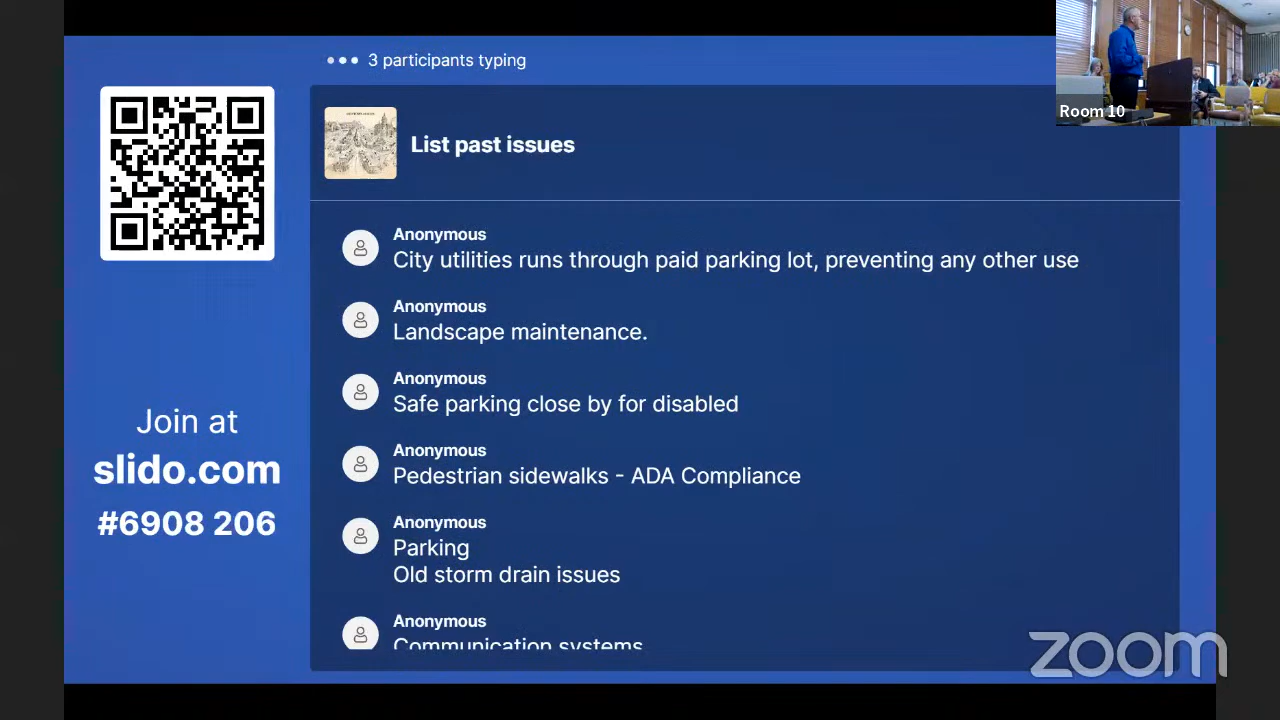 3 participants typing
Room 10
List past issues
Anonymous
City utilities runs through paid parking lot, preventing any other use
Anonymous
Landscape maintenance.
Anonymous
Safe parking close by for disabled
Anonymous
Pedestrian sidewalks - ADA Compliance
Anonymous
Parking
Old storm drain issues
Anonymous
Communication systems
Join at
slido.com
#6908 206
zoom